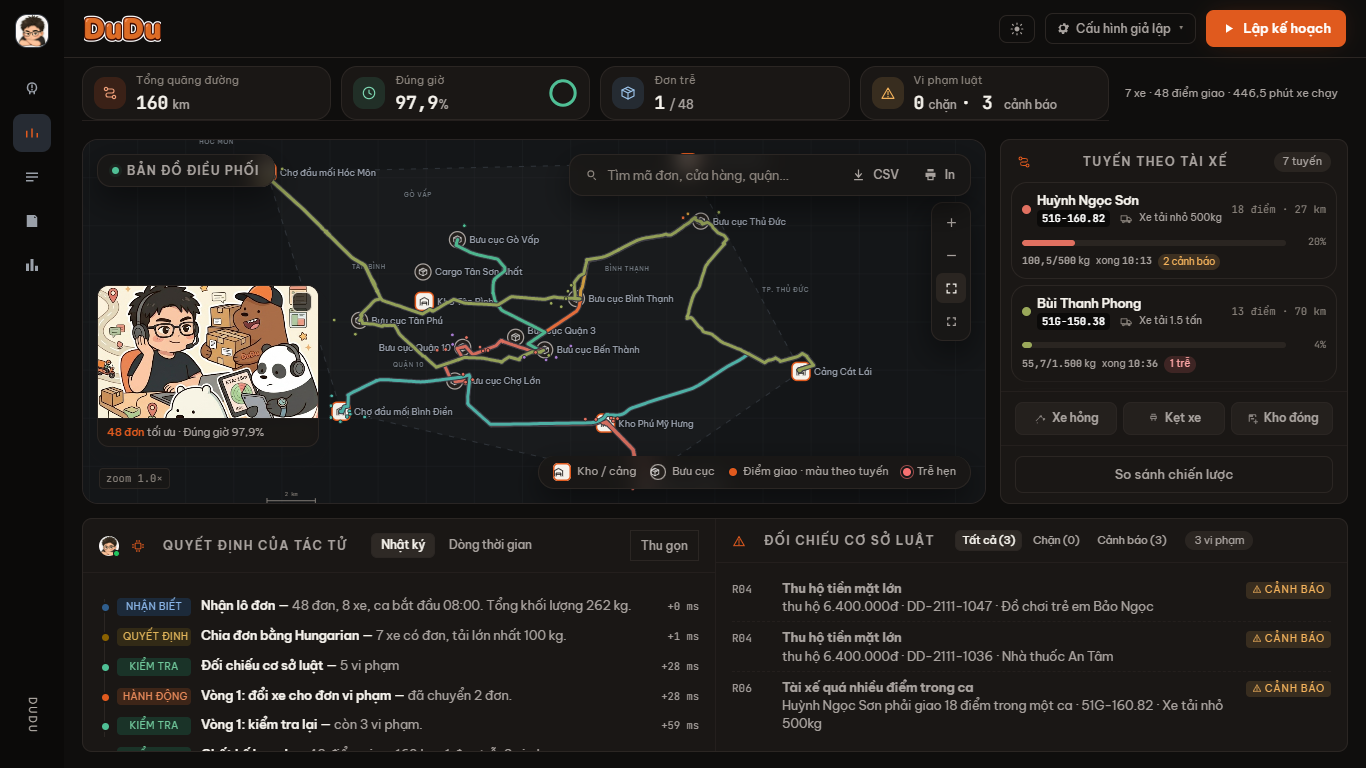 DuDu
Cấu hình giả lập
Lập kế hoạch
Tổng quãng đường
160 km
Đúng giờ
97,9%
Đơn trễ
1 / 48
Vi phạm luật
0 chặn · 3 cảnh báo
7 xe · 48 điểm giao · 446,5 phút xe chạy
HÓC MÔN
BẢN ĐỒ ĐIỀU PHỐI
Chợ đầu mối Hóc Môn
Tìm mã đơn, cửa hàng, quận...
CSV
In
GÒ VẤP
Bưu cục Thủ Đức
Bưu cục Gò Vấp
TÂN BÌNH
Cargo Tân Sơn Nhất
BÌNH THẠNH
TP. THỦ ĐỨC
Kho Tân Bình
Bưu cục Bình Thạnh
Bưu cục Tân Phú
Bưu cục Quận 3
Bưu cục Quận 10
Bưu cục Bến Thành
QUẬN 10
Cảng Cát Lái
Bưu cục Chợ Lớn
Chợ đầu mối Bình Điền
Kho Phú Mỹ Hưng
48 đơn tối ưu · Đúng giờ 97,9%
zoom 1.0×
2 km
Kho / cảng
Bưu cục
Điểm giao · màu theo tuyến
Trễ hẹn
TUYẾN THEO TÀI XẾ
7 tuyến
Huỳnh Ngọc Sơn
18 điểm · 27 km
51G-160.82
Xe tải nhỏ 500kg
20%
100,5/500 kg xong 10:13 2 cảnh báo
Bùi Thanh Phong
13 điểm · 70 km
51G-150.38
Xe tải 1.5 tấn
4%
55,7/1.500 kg xong 10:36 1 trễ
Xe hỏng
Kẹt xe
Kho đóng
So sánh chiến lược
QUYẾT ĐỊNH CỦA TÁC TỬ
Nhật ký
Dòng thời gian
Thu gọn
NHẬN BIẾT Nhận lô đơn — 48 đơn, 8 xe, ca bắt đầu 08:00. Tổng khối lượng 262 kg. +0 ms
QUYẾT ĐỊNH Chia đơn bằng Hungarian — 7 xe có đơn, tải lớn nhất 100 kg. +1 ms
KIỂM TRA Đối chiếu cơ sở luật — 5 vi phạm +28 ms
HÀNH ĐỘNG Vòng 1: đổi xe cho đơn vi phạm — đã chuyển 2 đơn. +28 ms
KIỂM TRA Vòng 1: kiểm tra lại — còn 3 vi phạm. +59 ms
ĐỐI CHIẾU CƠ SỞ LUẬT
Tất cả (3)
Chặn (0)
Cảnh báo (3)
3 vi phạm
R04 Thu hộ tiền mặt lớn CẢNH BÁO
thu hộ 6.400.000đ · DD-2111-1047 · Đồ chơi trẻ em Bảo Ngọc
R04 Thu hộ tiền mặt lớn CẢNH BÁO
thu hộ 6.400.000đ · DD-2111-1036 · Nhà thuốc An Tâm
R06 Tài xế quá nhiều điểm trong ca CẢNH BÁO
Huỳnh Ngọc Sơn phải giao 18 điểm trong một ca · 51G-160.82 · Xe tải nhỏ
500kg
DUDU